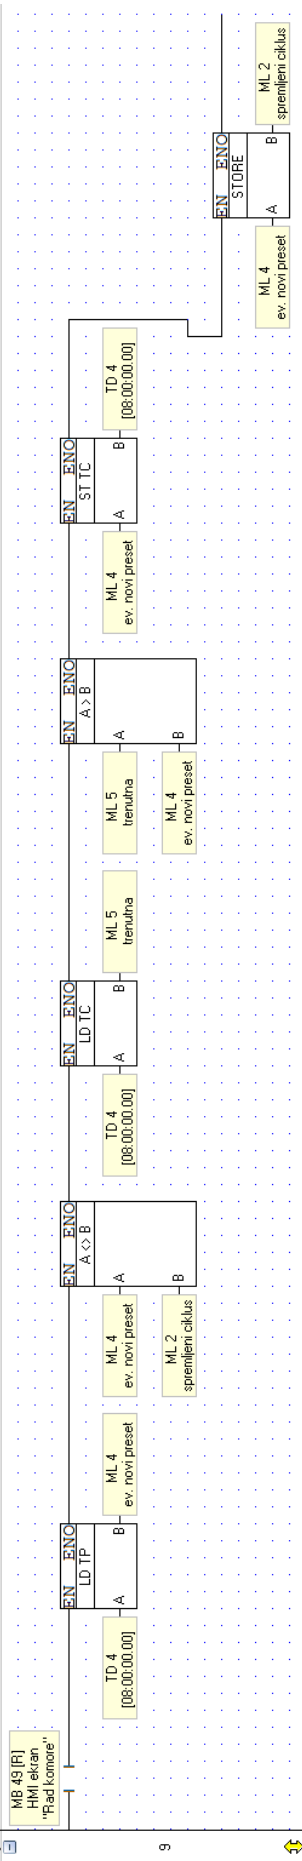 MB 49 [R]
HMI ekran
"Rad komore"
6
EN ENO
LD TP
A B
TD 4
[08:00:00.00]
ML 4
ev. novi preset
EN ENO
A <> B
A
B
ML 4
ev. novi preset
ML 2
spremljeni ciklus
EN ENO
LD TC
A B
TD 4
[08:00:00.00]
ML 5
trenutna
EN ENO
A > B
A
B
ML 5
trenutna
ML 4
ev. novi preset
EN ENO
ST TC
A B
ML 4
ev. novi preset
TD 4
[08:00:00.00]
EN ENO
STORE
A B
ML 4
ev. novi preset
ML 2
spremljeni ciklus